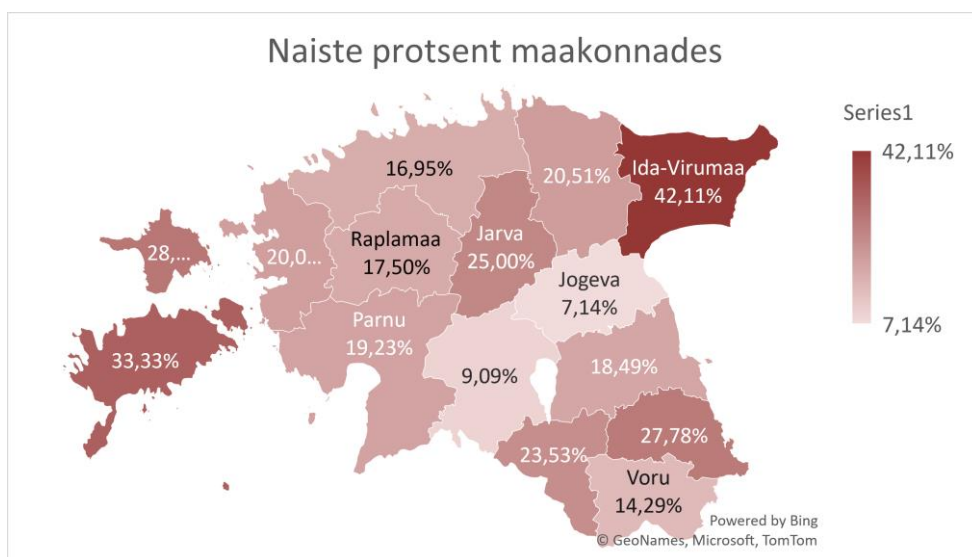 Naiste protsent maakonnades
Series1
42,11%
7,14%
16,95%
20,51%
Ida-Virumaa
42,11%
28,...
20,0...
Raplamaa
17,50%
Jarva
25,00%
Jogeva
7,14%
Parnu
19,23%
33,33%
9,09%
18,49%
27,78%
23,53%
Voru
14,29%
Powered by Bing
© GeoNames, Microsoft, TomTom